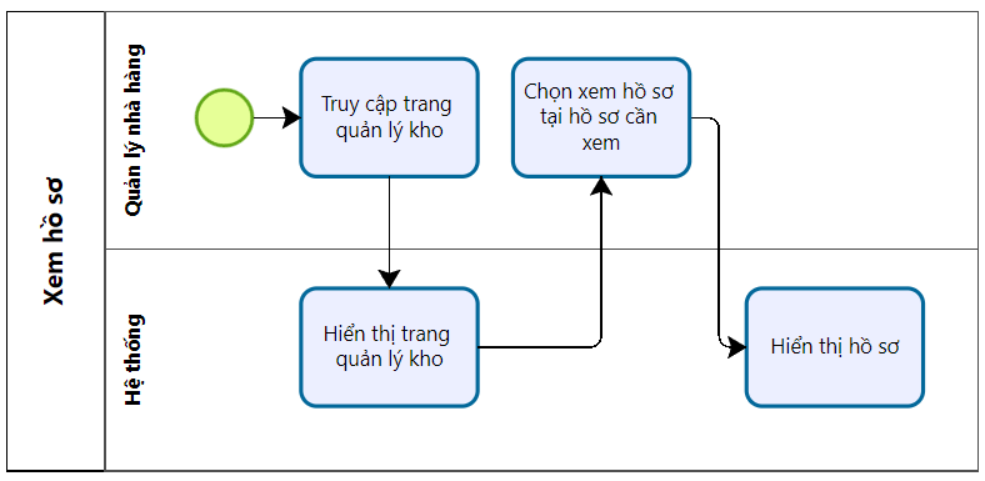 Xem hồ sơ
Quản lý nhà hàng
Truy cập trang
quản lý kho
Chọn xem hồ sơ
tại hồ sơ cần
xem
Hệ thống
Hiển thị trang
quản lý kho
Hiển thị hồ sơ